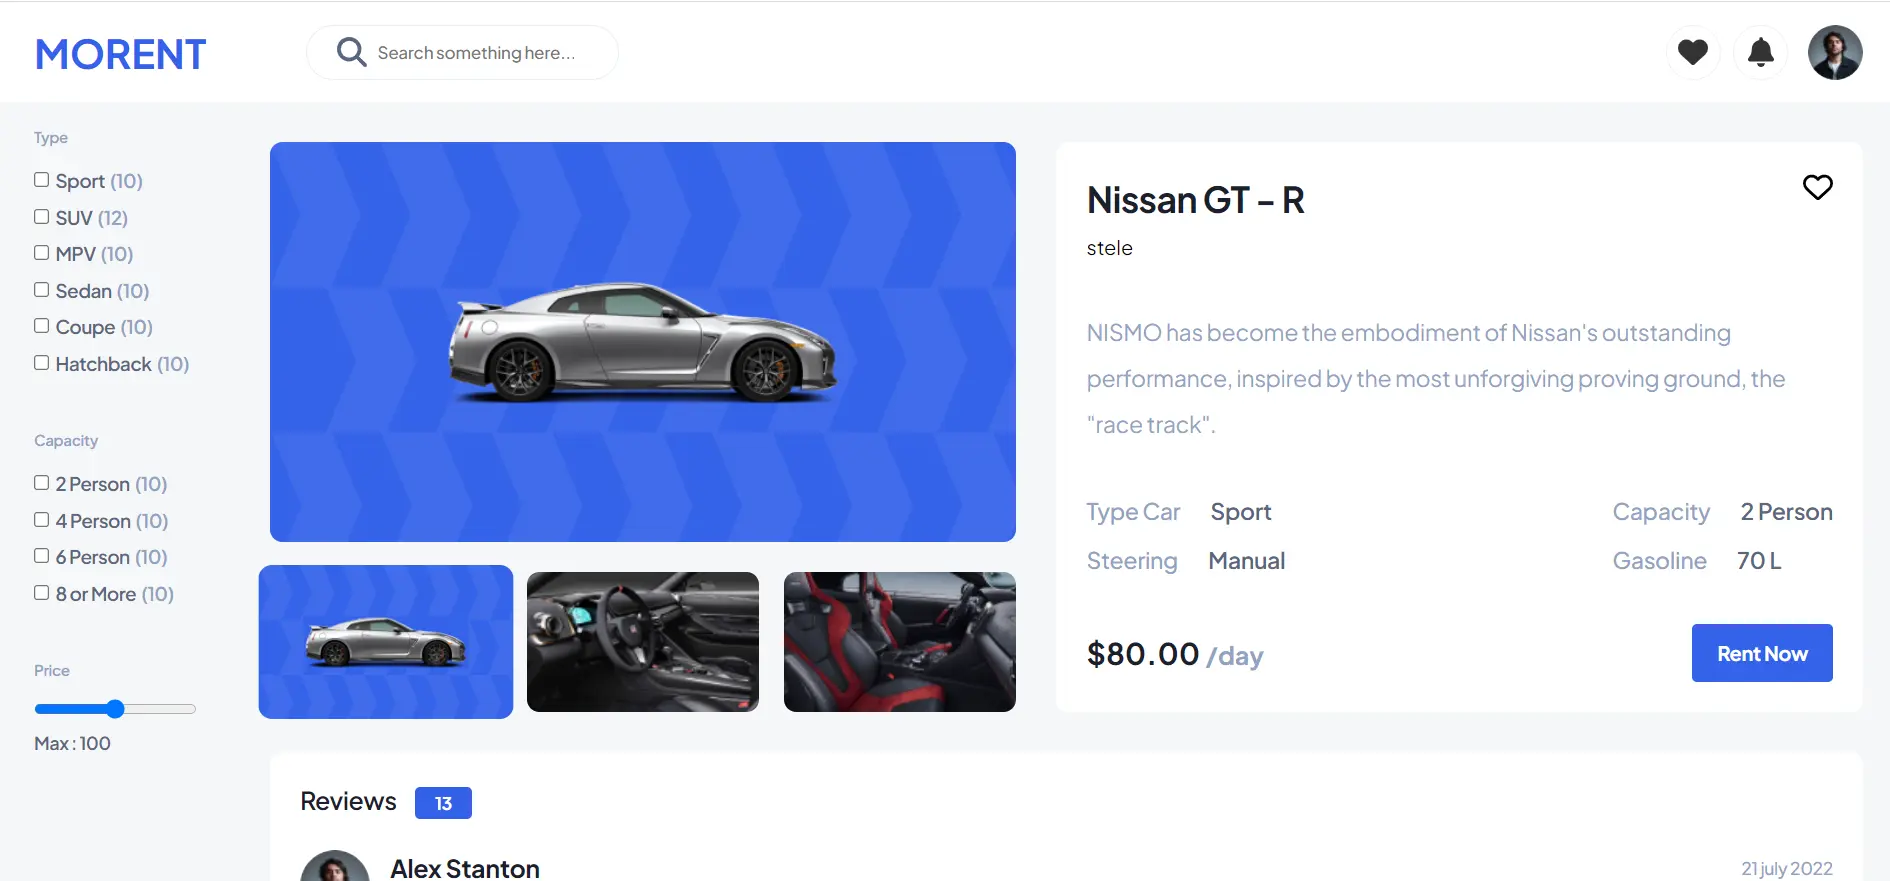 MORENT
Search something here...
Type
Sport (10)
SUV (12)
MPV (10)
Sedan (10)
Coupe (10)
Hatchback (10)
Capacity
2 Person (10)
4 Person (10)
6 Person (10)
8 or More (10)
Price
Max : 100
Nissan GT – R
stele
NISMO has become the embodiment of Nissan's outstanding
performance, inspired by the most unforgiving proving ground, the
"race track".
Type Car Sport Capacity 2 Person
Steering Manual Gasoline 70 L
$80.00 /day Rent Now
Reviews 13
Alex Stanton 21 july 2022